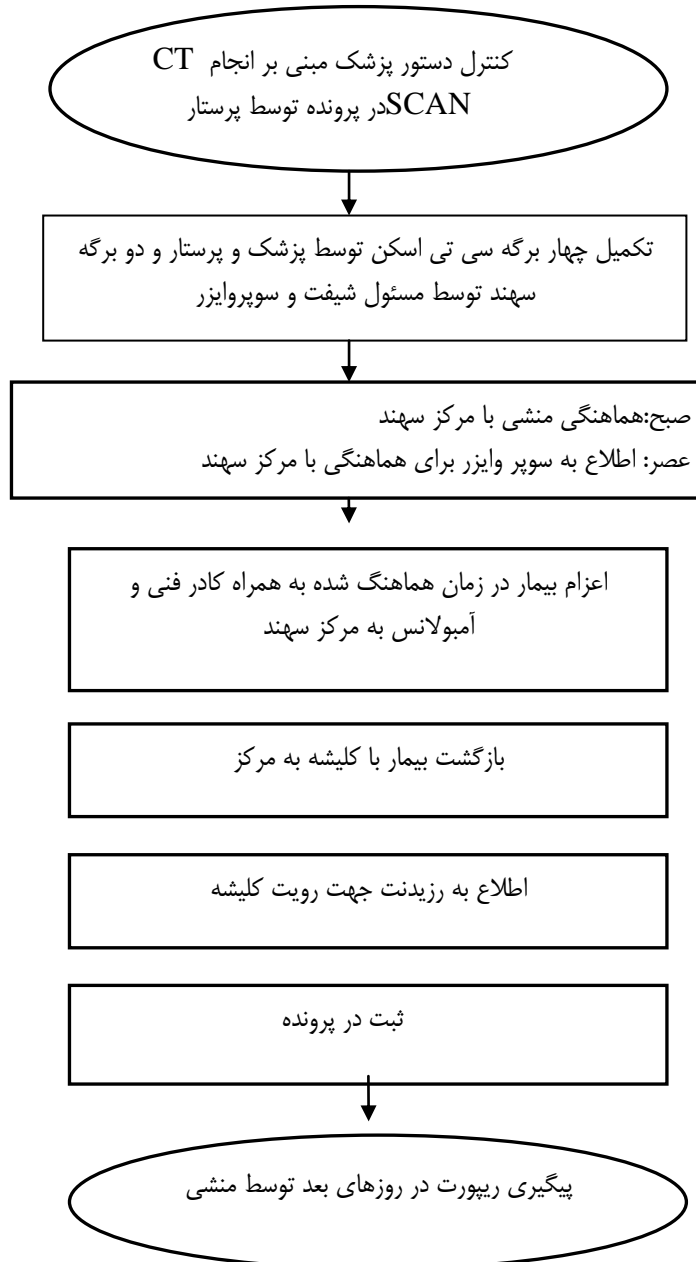 کنترل دستور پزشک مبنی بر انجام CT
SCANدر پرونده توسط پرستار
تکمیل چهار برگه سی تی اسکن توسط پزشک و پرستار و دو برگه
سهند توسط مسئول شیفت و سوپروایزر
صبح:هماهنگی منشی با مرکز سهند
عصر: اطلاع به سوپر وایزر برای هماهنگی با مرکز سهند
اعزام بیمار در زمان هماهنگ شده به همراه کادر فنی و
آمبولانس به مرکز سهند
بازگشت بیمار با کلیشه به مرکز
اطلاع به رزیدنت جهت رویت کلیشه
ثبت در پرونده
پیگیری ریپورت در روزهای بعد توسط منشی